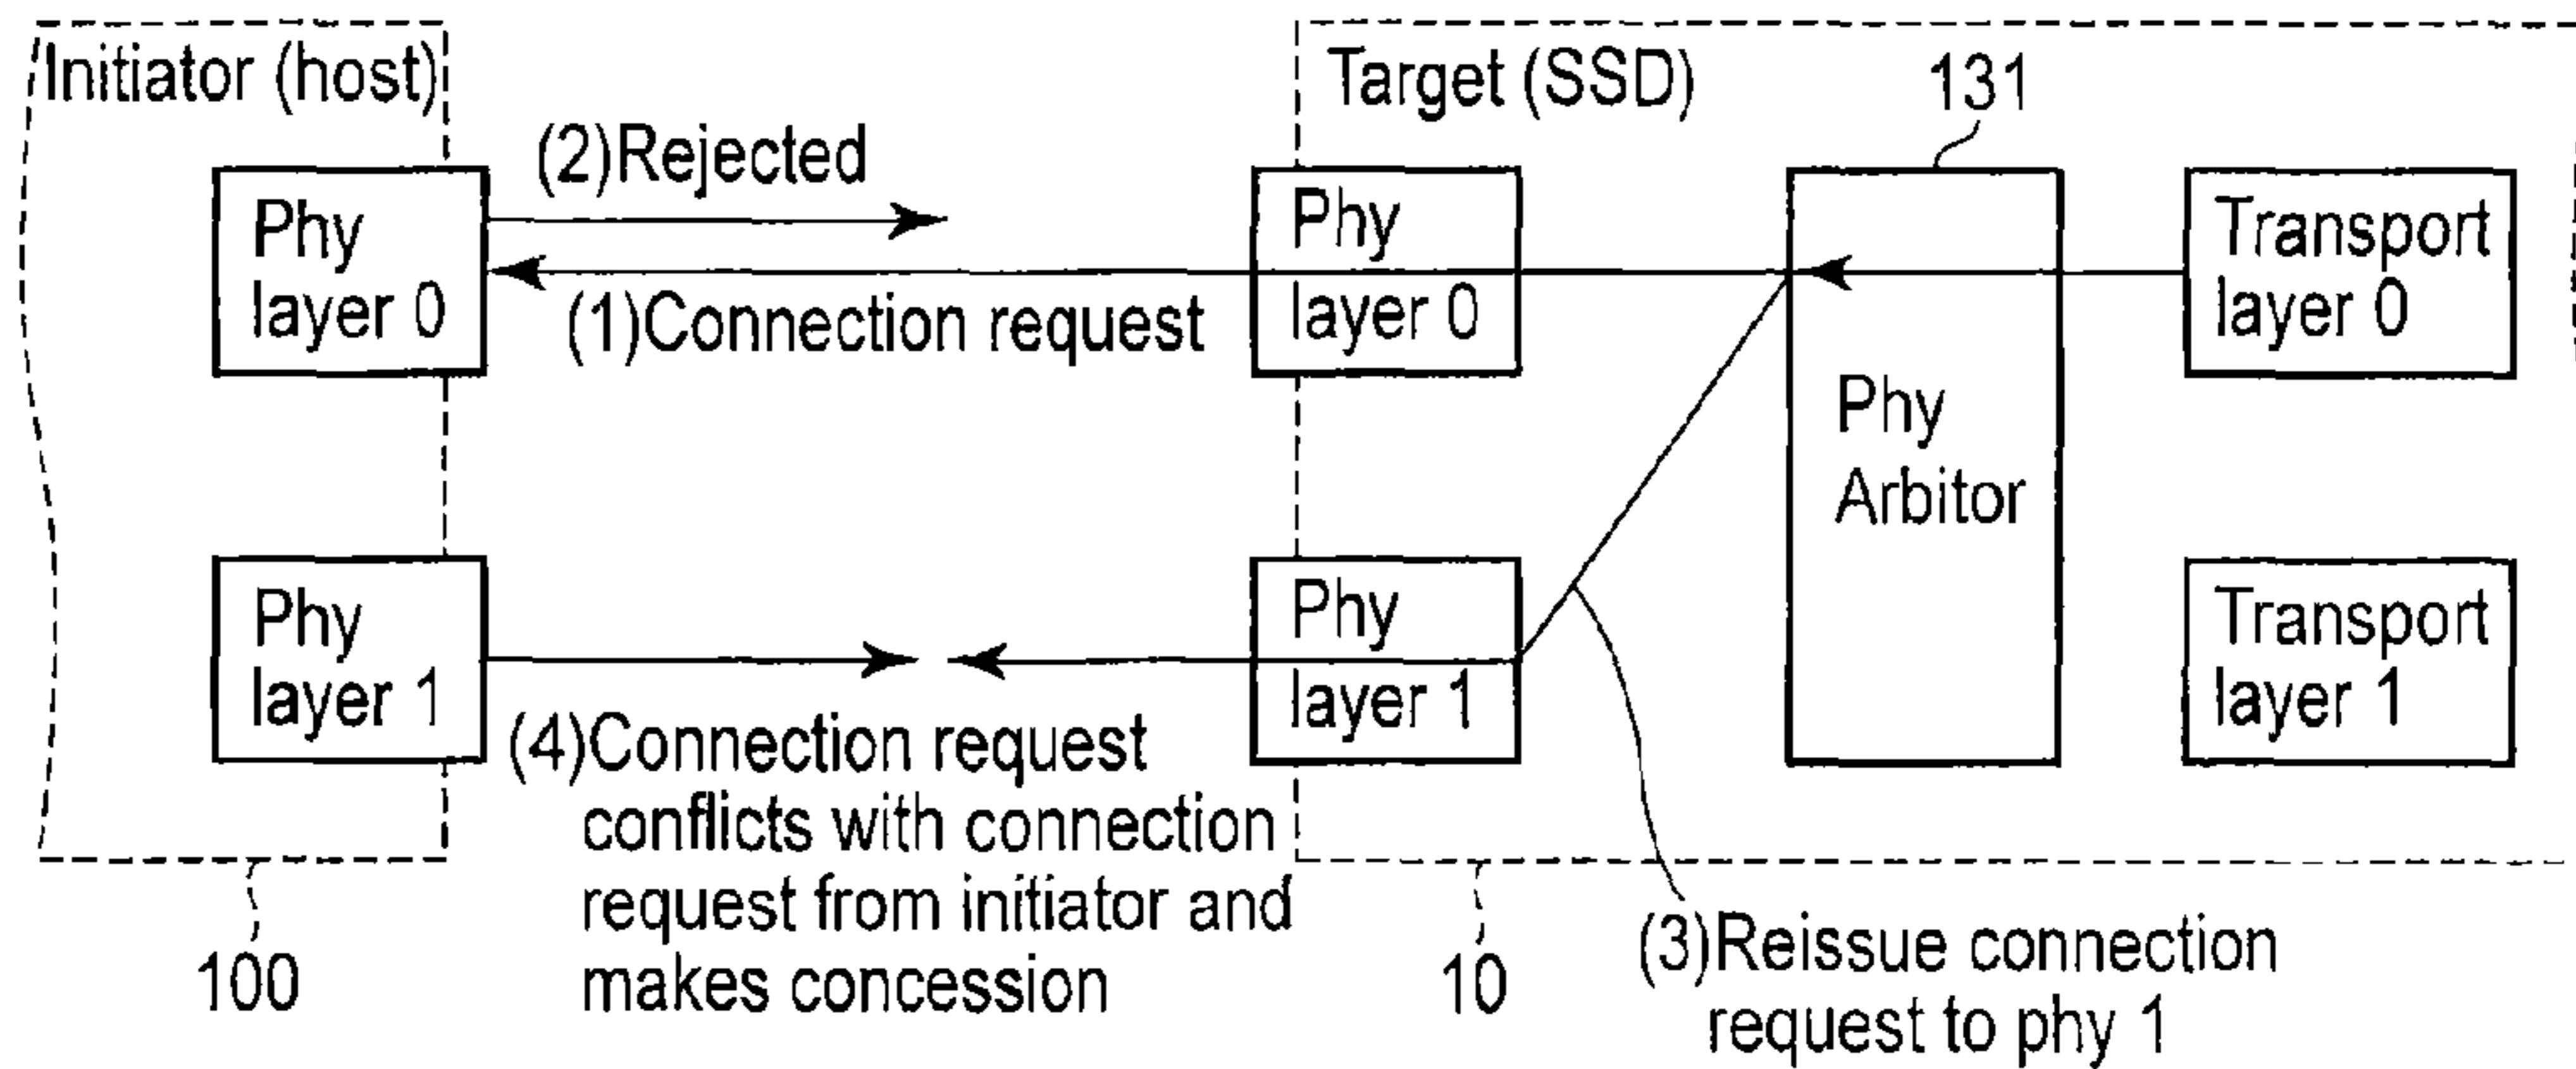 Initiator (host)
Target (SSD)
131
(2)Rejected
Phy
layer 0
(1)Connection request
Phy
layer 0
Phy
Arbitor
Transport
layer 0
Phy
layer 1
(4)Connection request
conflicts with connection
request from initiator and
makes concession
Phy
layer 1
Transport
layer 1
100
10
(3)Reissue connection
request to phy 1